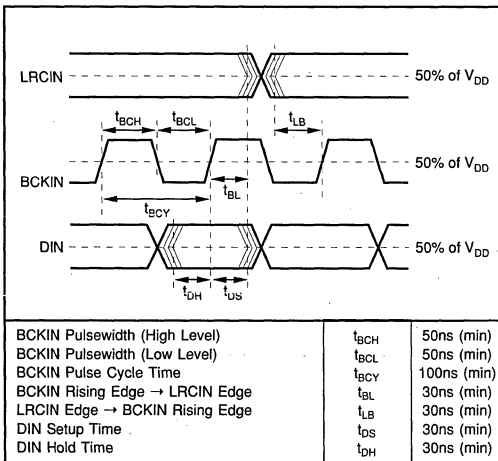 LRCIN 50% of VDD
tBCH tBCL tLB
BCKIN 50% of VDD
tBL
tBCY
DIN 50% of VDD
tDH tDS
BCKIN Pulsewidth (High Level) tBCH 50ns (min)
BCKIN Pulsewidth (Low Level) tBCL 50ns (min)
BCKIN Pulse Cycle Time tBCY 100ns (min)
BCKIN Rising Edge → LRCIN Edge tBL 30ns (min)
LRCIN Edge → BCKIN Rising Edge tLB 30ns (min)
DIN Setup Time tDS 30ns (min)
DIN Hold Time tDH 30ns (min)